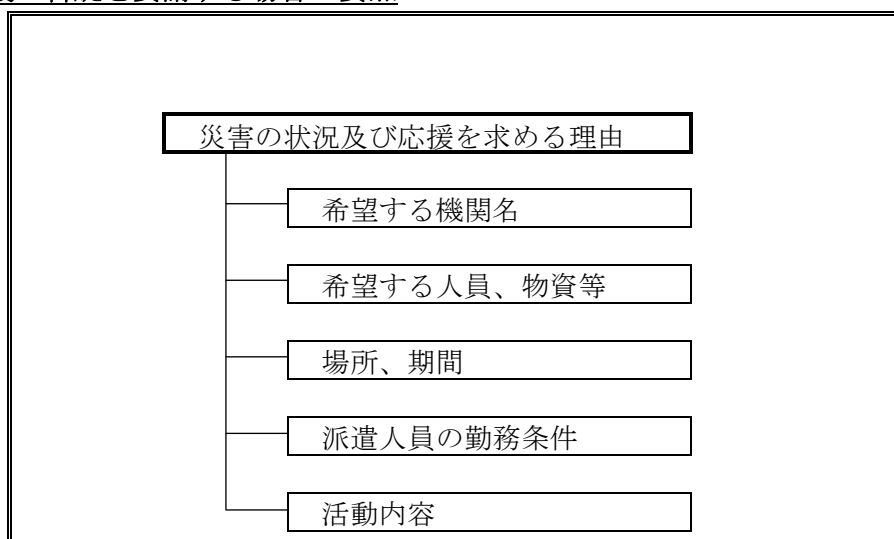 災害の状況及び応援を求める理由
希望する機関名
希望する人員、物資等
場所、期間
派遣人員の勤務条件
活動内容